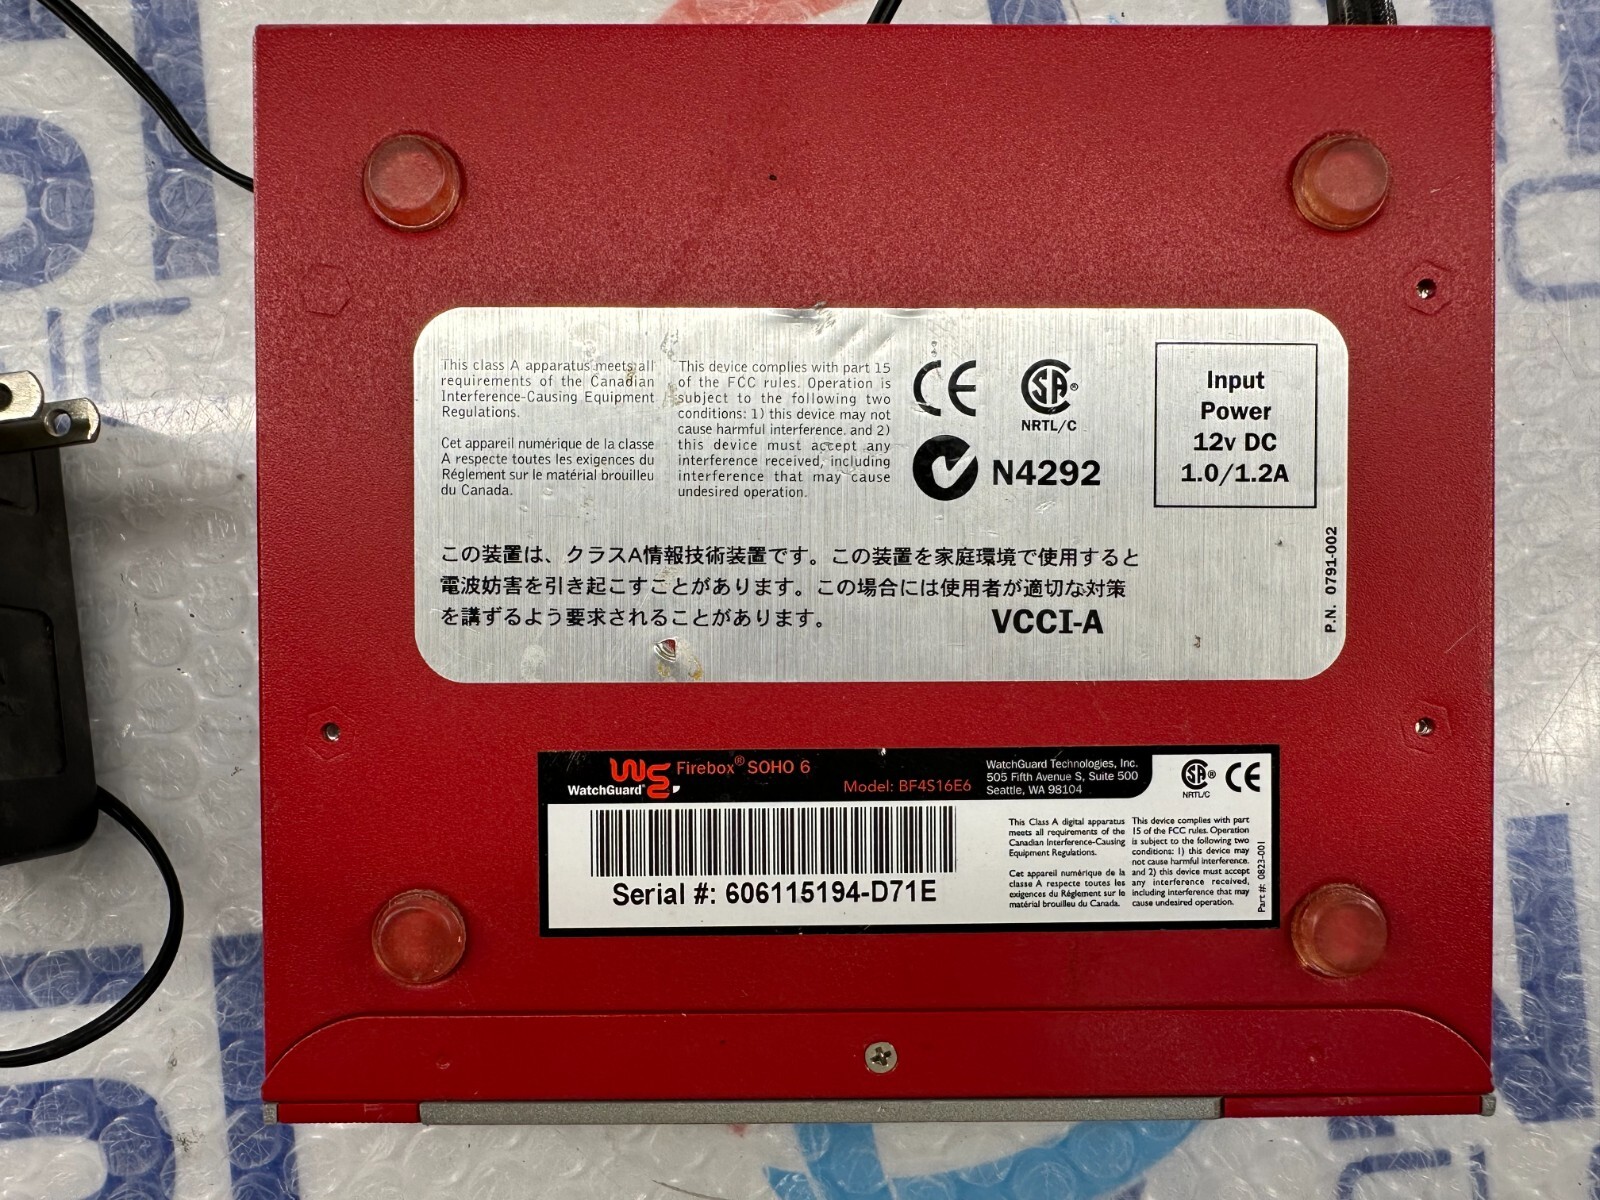 This class A apparatus meets all
requirements of the Canadian
Interference-Causing Equipment
Regulations.
Cet appareil numérique de la classe
A respecte toutes les exigences du
Réglement sur le matérial brouilleu
du Canada.
This device complies with part 15
of the FCC rules. Operation is
subject to the following two
conditions: 1) this device may not
cause harmful interference. and 2)
this device must accept any
interference received, including
interference that may cause
undesired operation.
CE
SA®
NRTL/C
N4292
Input
Power
12v DC
1.0/1.2A
この装置は、クラスA情報技術装置です。この装置を家庭環境で使用すると
電波妨害を引き起こすことがあります。この場合には使用者が適切な対策
を講ずるよう要求されることがあります。
VCCI-A
P.N. 0791-002
WatchGuard
Firebox® SOHO 6
Model: BF4S16E6
WatchGuard Technologies, Inc.
505 Fifth Avenue S, Suite 500
Seattle, WA 98104
SA®
NRTL/C
CE
Serial #: 606115194-D71E
This Class A digital apparatus
meets all requirements of the
Canadian Interference-Causing
Equipment Regulations.
Cet appareil numérique de la
classe A respecte toutes les
exigences du Réglement sur le
matérial brouilleu du Canada.
This device complies with part
15 of the FCC rules. Operation
is subject to the following two
conditions: 1) this device may
not cause harmful interference.
and 2) this device must accept
any interference received,
including interference that may
cause undesired operation.
Part #: 0823-001